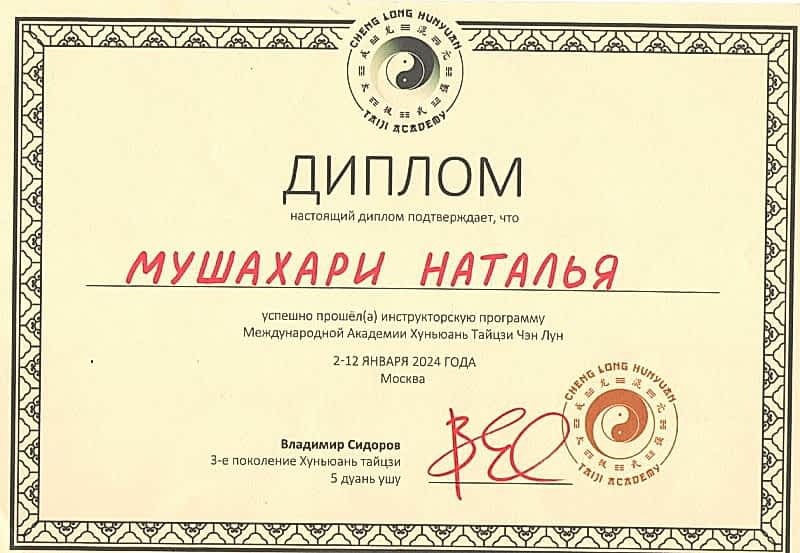 CHENG LONG HUNYUAN
TAIJI ACADEMY
ДИПЛОМ
настоящий диплом подтверждает, что
МУШАХАРИ НАТАЛЬЯ
успешно прошёл(а) инструкторскую программу
Международной Академии Хуньюань Тайцзи Чэн Лун
2-12 ЯНВАРЯ 2024 ГОДА
Москва
Владимир Сидоров
3-е поколение Хуньюань тайцзи
5 дуань ушу
CHENG LONG HUNYUAN
TAIJI ACADEMY